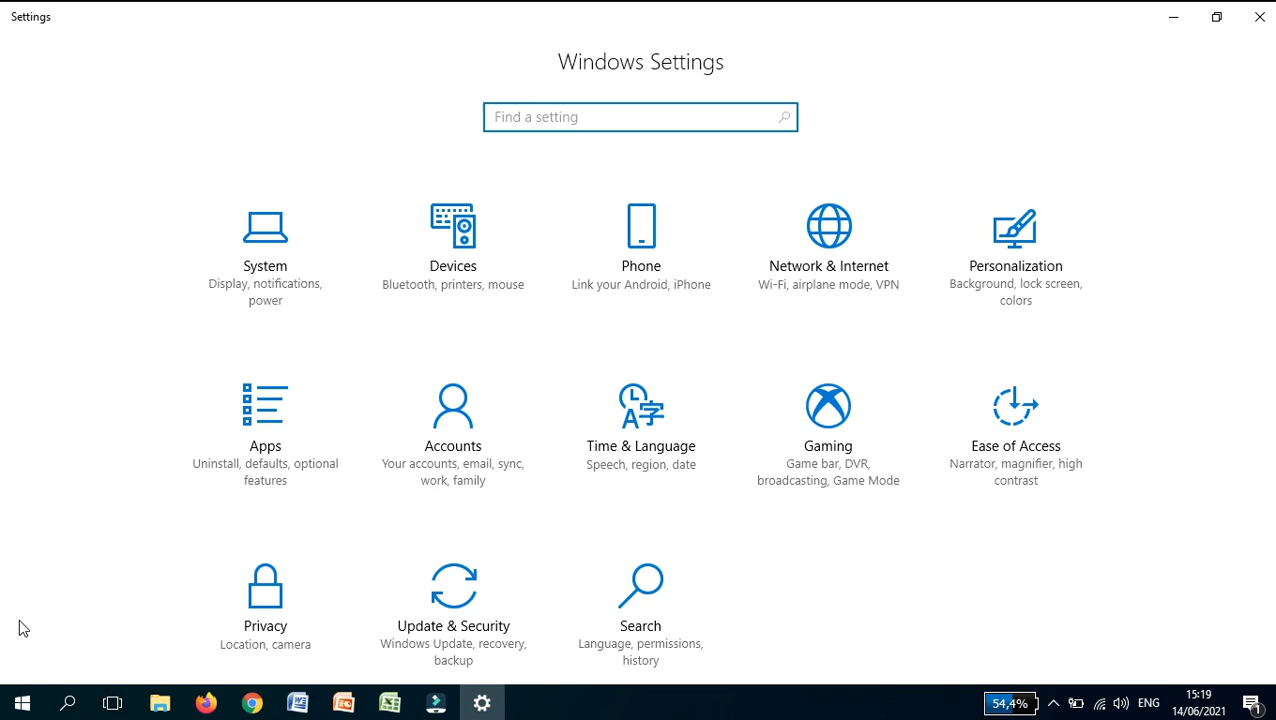 Settings
Windows Settings
Find a setting
System
Display, notifications,
power
Devices
Bluetooth, printers, mouse
Phone
Link your Android, iPhone
Network & Internet
Wi-Fi, airplane mode, VPN
Personalization
Background, lock screen,
colors
Apps
Uninstall, defaults, optional
features
Accounts
Your accounts, email, sync,
work, family
Time & Language
Speech, region, date
Gaming
Game bar, DVR,
broadcasting, Game Mode
Ease of Access
Narrator, magnifier, high
contrast
Privacy
Location, camera
Update & Security
Windows Update, recovery,
backup
Search
Language, permissions,
history
54,4%
ENG
15:19
14/06/2021
1